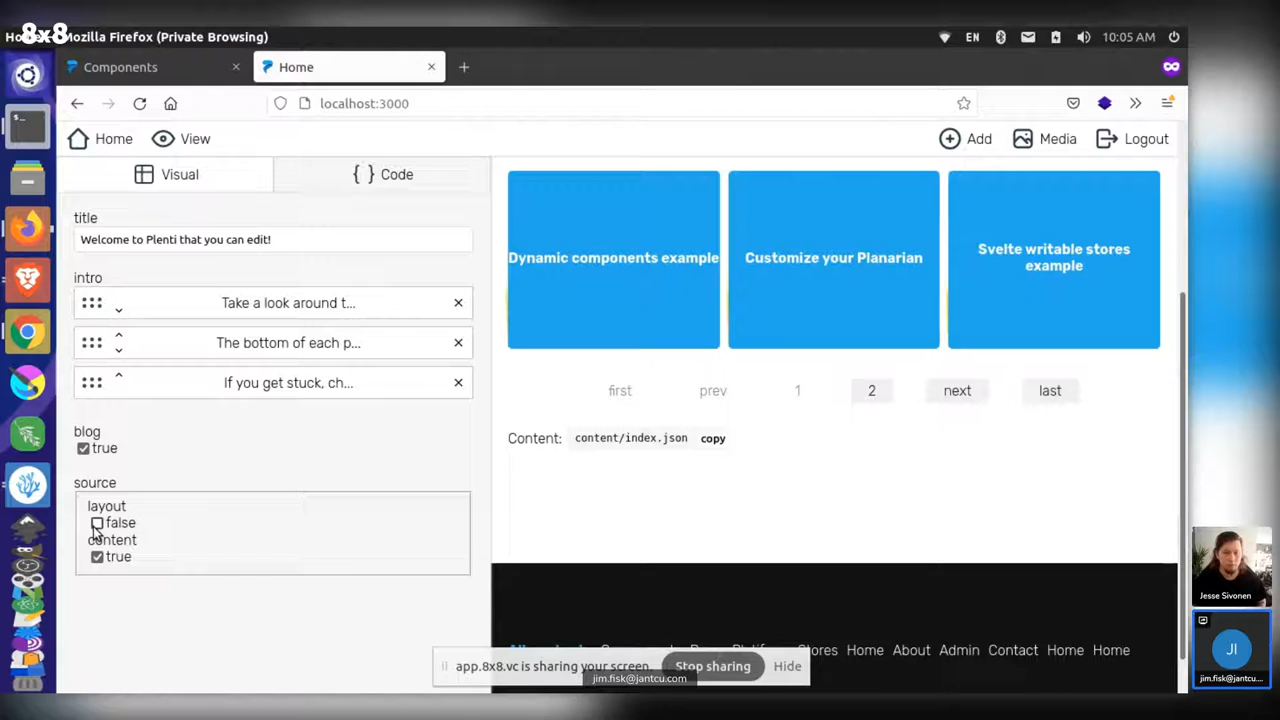 8x8
Mozilla Firefox (Private Browsing)
EN
10:05 AM
Components
Home
localhost:3000
Home
View
Add
Media
Logout
Visual
{ } Code
title
Welcome to Plenti that you can edit!
intro
Take a look around t...
The bottom of each p...
If you get stuck, ch...
blog
true
source
layout
false
content
true
Dynamic components example
Customize your Planarian
Svelte writable stores
example
first
prev
1
2
next
last
Content:
content/index.json
copy
Stores
Home
About
Admin
Contact
Home
Home
app.8x8.vc is sharing your screen.
Stop sharing
Hide
jim.fisk@jantcu.com
Jesse Sivonen
JI
jim.fisk@jantcu....